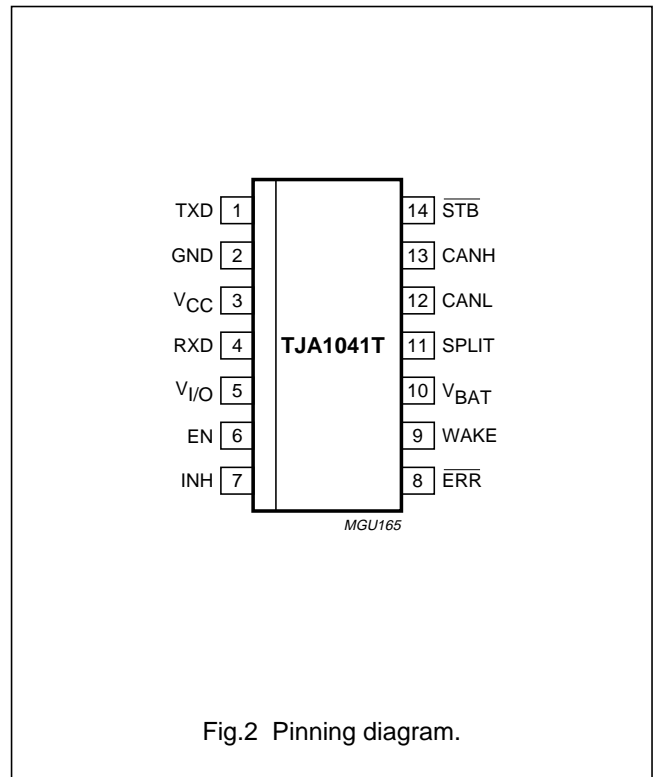 TXD 1 14 STB
GND 2 13 CANH
VCC 3 12 CANL
RXD 4 TJA1041T 11 SPLIT
VI/O 5 10 VBAT
EN 6 9 WAKE
INH 7 8 ERR
MGU165
Fig.2 Pinning diagram.